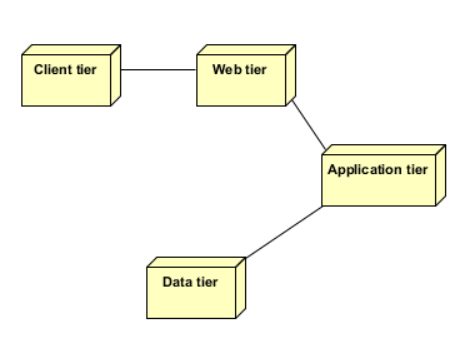 Client tier
Web tier
Application tier
Data tier